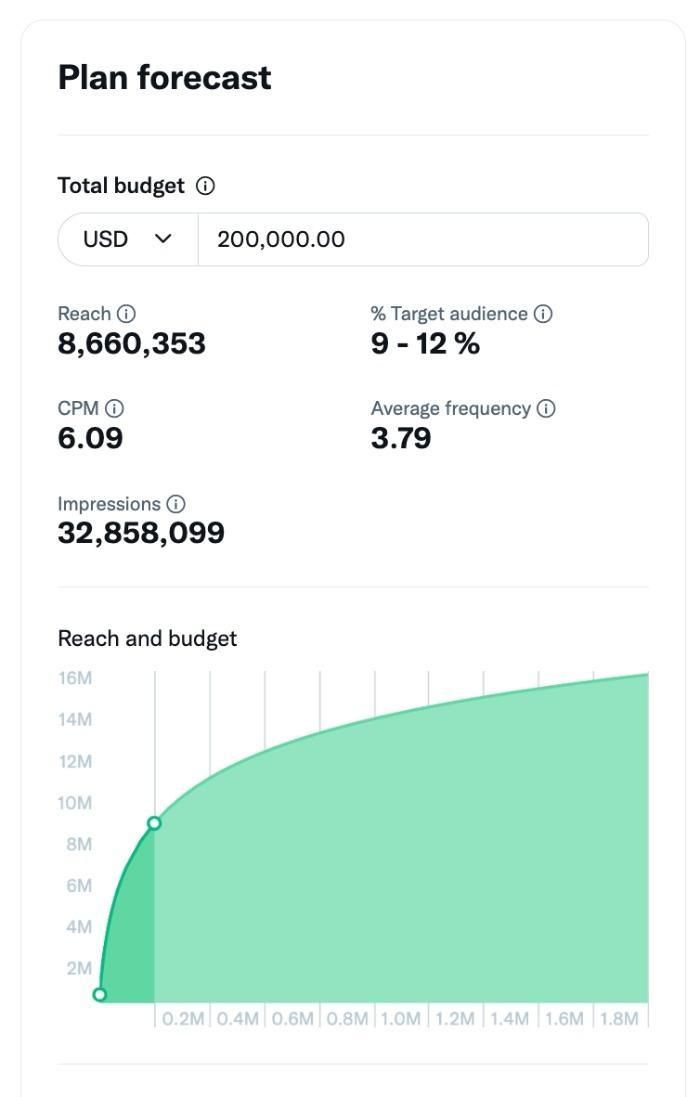 Plan forecast
Total budget
USD 200,000.00
Reach % Target audience
8,660,353 9 - 12 %
CPM Average frequency
6.09 3.79
Impressions
32,858,099
Reach and budget
16M
14M
12M
10M
8M
6M
4M
2M
0.2M 0.4M 0.6M 0.8M 1.0M 1.2M 1.4M 1.6M 1.8M